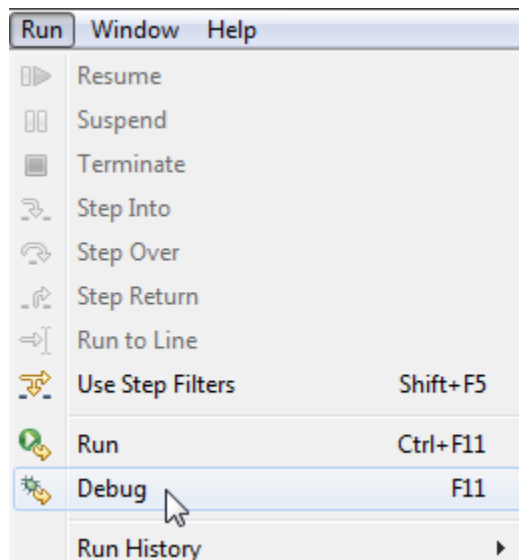 Run Window Help
Resume
Suspend
Terminate
Step Into
Step Over
Step Return
Run to Line
Use Step Filters Shift+F5
Run Ctrl+F11
Debug F11
Run History